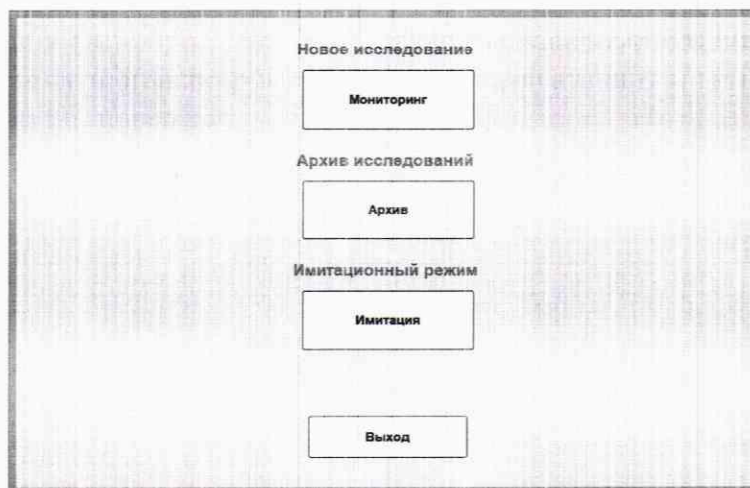 Новое исследование
Мониторинг
Архив исследований
Архив
Имитационный режим
Имитация
Выход